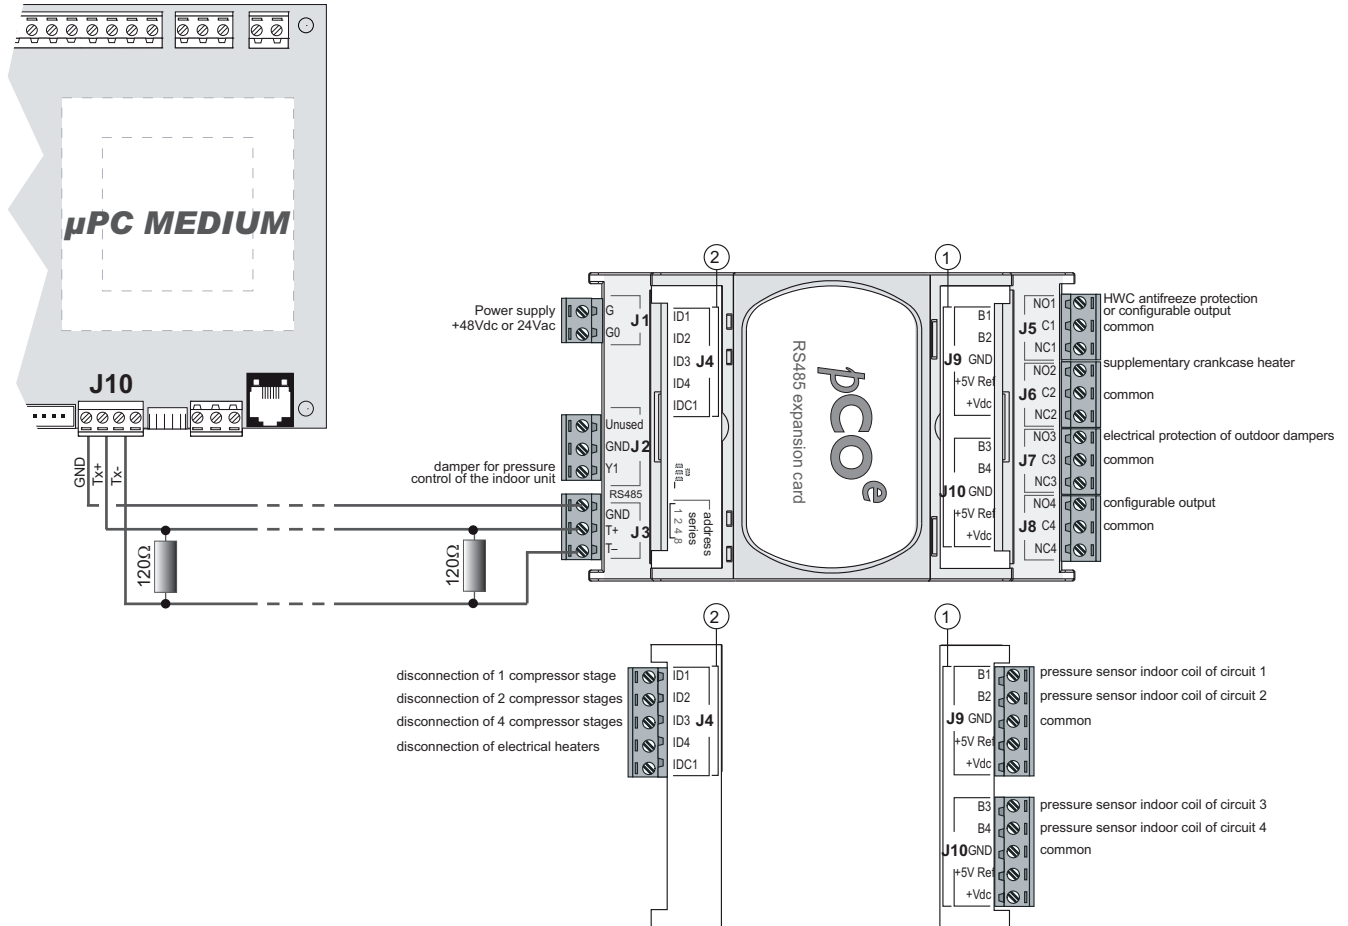 µPC MEDIUM
J10
GND
Tx+
Tx-
120Ω
120Ω
2
1
Power supply
+48Vdc or 24Vac
G
G0
J1
damper for pressure
control of the indoor unit
Unused
GND
Y1
J2
RS485
GND
T+
T–
J3
ID1
ID2
ID3
ID4
IDC1
J4
address
series
1 2 4 8
pCOe
RS485 expansion card
B1
B2
J9 GND
+5V Ref
+Vdc
B3
B4
J10 GND
+5V Ref
+Vdc
NO1
J5 C1
NC1
NO2
J6 C2
NC2
NO3
J7 C3
NC3
NO4
J8 C4
NC4
HWC antifreeze protection
or configurable output
common
supplementary crankcase heater
common
electrical protection of outdoor dampers
common
configurable output
common
2
disconnection of 1 compressor stage
disconnection of 2 compressor stages
disconnection of 4 compressor stages
disconnection of electrical heaters
ID1
ID2
ID3 J4
ID4
IDC1
1
B1
B2
J9 GND
+5V Ref
+Vdc
pressure sensor indoor coil of circuit 1
pressure sensor indoor coil of circuit 2
common
B3
B4
J10 GND
+5V Ref
+Vdc
pressure sensor indoor coil of circuit 3
pressure sensor indoor coil of circuit 4
common